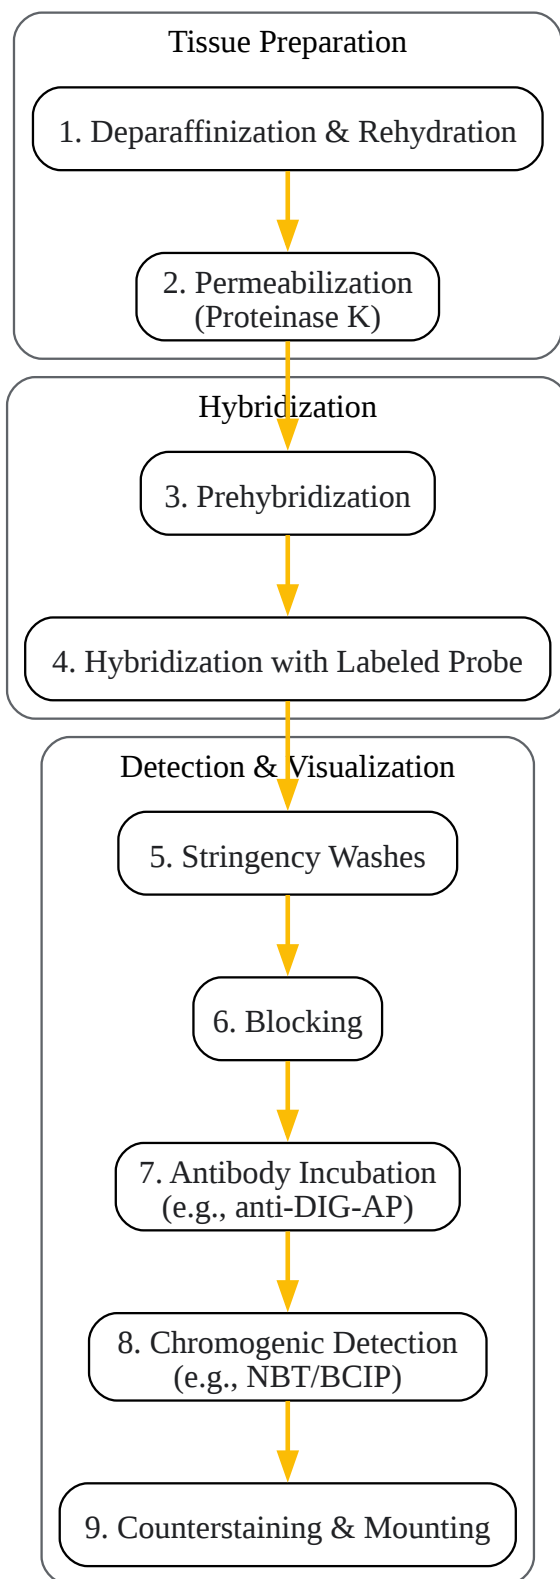 Tissue Preparation
1. Deparaffinization & Rehydration
2. Permeabilization
(Proteinase K)
Hybridization
3. Prehybridization
4. Hybridization with Labeled Probe
Detection & Visualization
5. Stringency Washes
6. Blocking
7. Antibody Incubation
(e.g., anti-DIG-AP)
8. Chromogenic Detection
(e.g., NBT/BCIP)
9. Counterstaining & Mounting